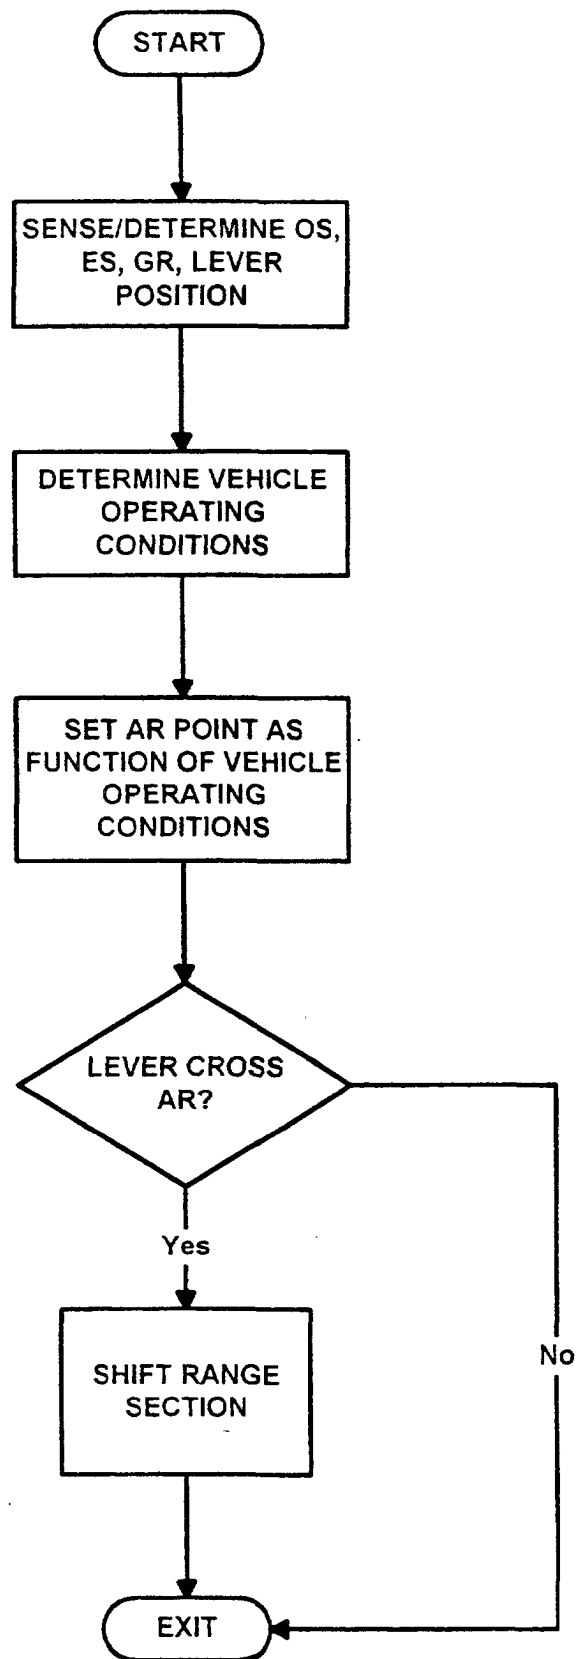 START
SENSE/DETERMINE OS,
ES, GR, LEVER
POSITION
DETERMINE VEHICLE
OPERATING
CONDITIONS
SET AR POINT AS
FUNCTION OF VEHICLE
OPERATING
CONDITIONS
LEVER CROSS
AR?
Yes
No
SHIFT RANGE
SECTION
EXIT